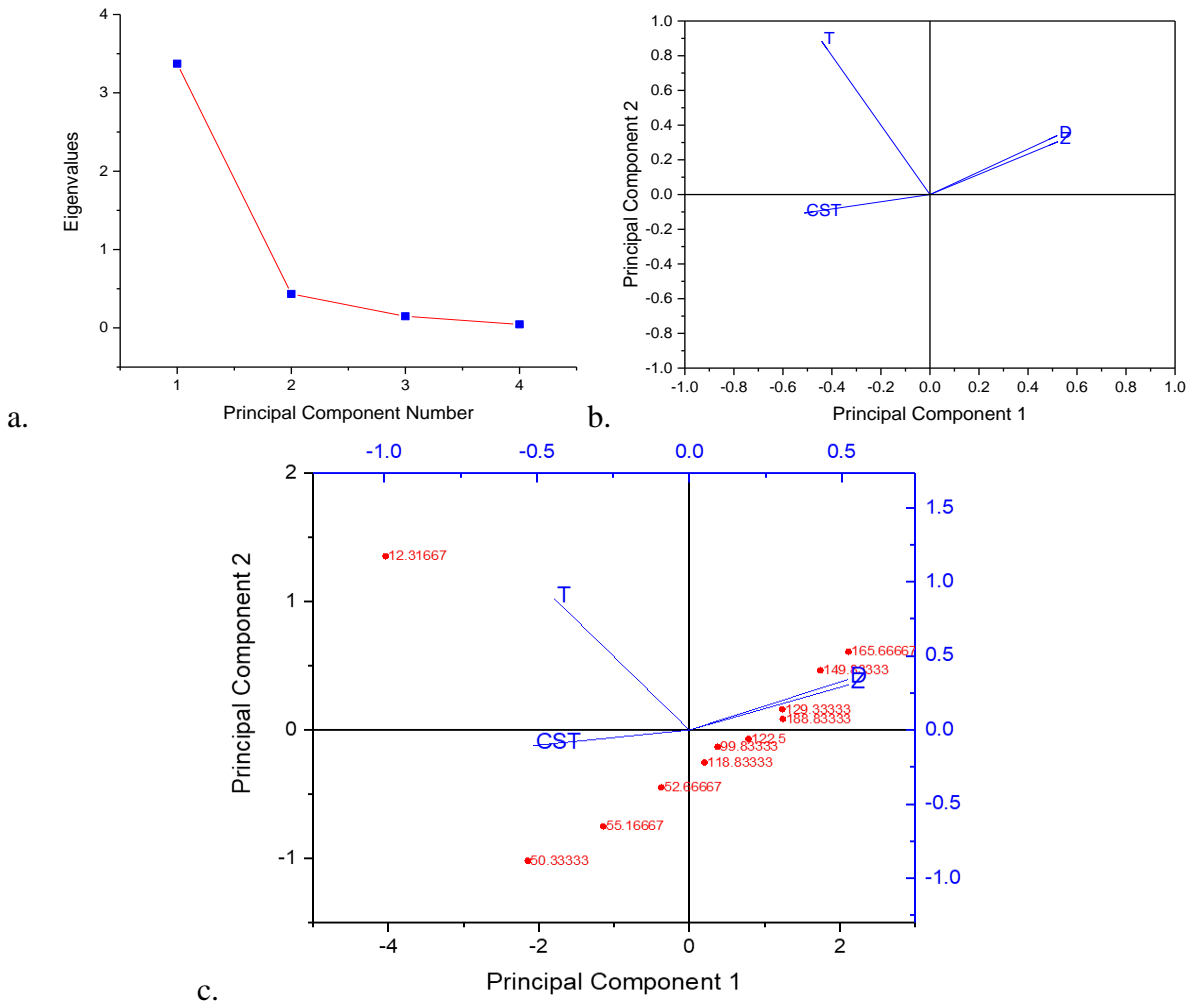 4
3
2
1
0
Eigenvalues
1 2 3 4
Principal Component Number
a.
1.0
0.8
0.6
0.4
0.2
0.0
-0.2
-0.4
-0.6
-0.8
-1.0
Principal Component 2
T
D
Z
CST
-1.0 -0.8 -0.6 -0.4 -0.2 0.0 0.2 0.4 0.6 0.8 1.0
Principal Component 1
b.
-1.0 -0.5 0.0 0.5
2
1
0
-1
Principal Component 2
1.5
1.0
0.5
0.0
-0.5
-1.0
12.31667
T
165.66667
149.83333
D
Z
129.33333
188.83333
CST
122.5
99.83333
118.83333
52.66667
55.16667
50.33333
-4 -2 0 2
Principal Component 1
c.